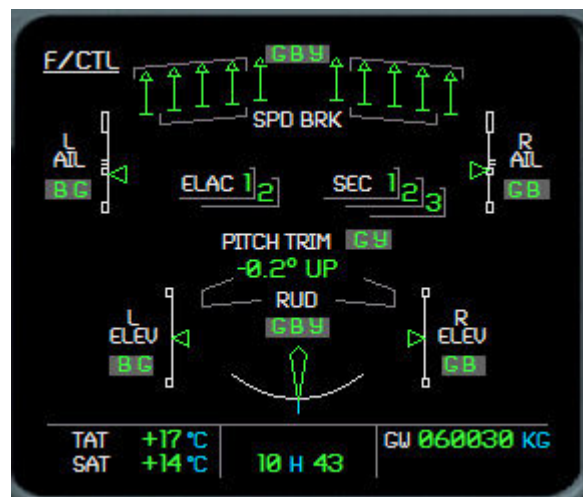 F/CTL
GBY
SPD BRK
L
AIL
BG
R
AIL
GB
ELAC 1 2
SEC 1 2 3
PITCH TRIM GY
-0.2° UP
RUD
GBY
L
ELEV
BG
R
ELEV
GB
TAT +17 °C
SAT +14 °C
10 H 43
GW 060030 KG